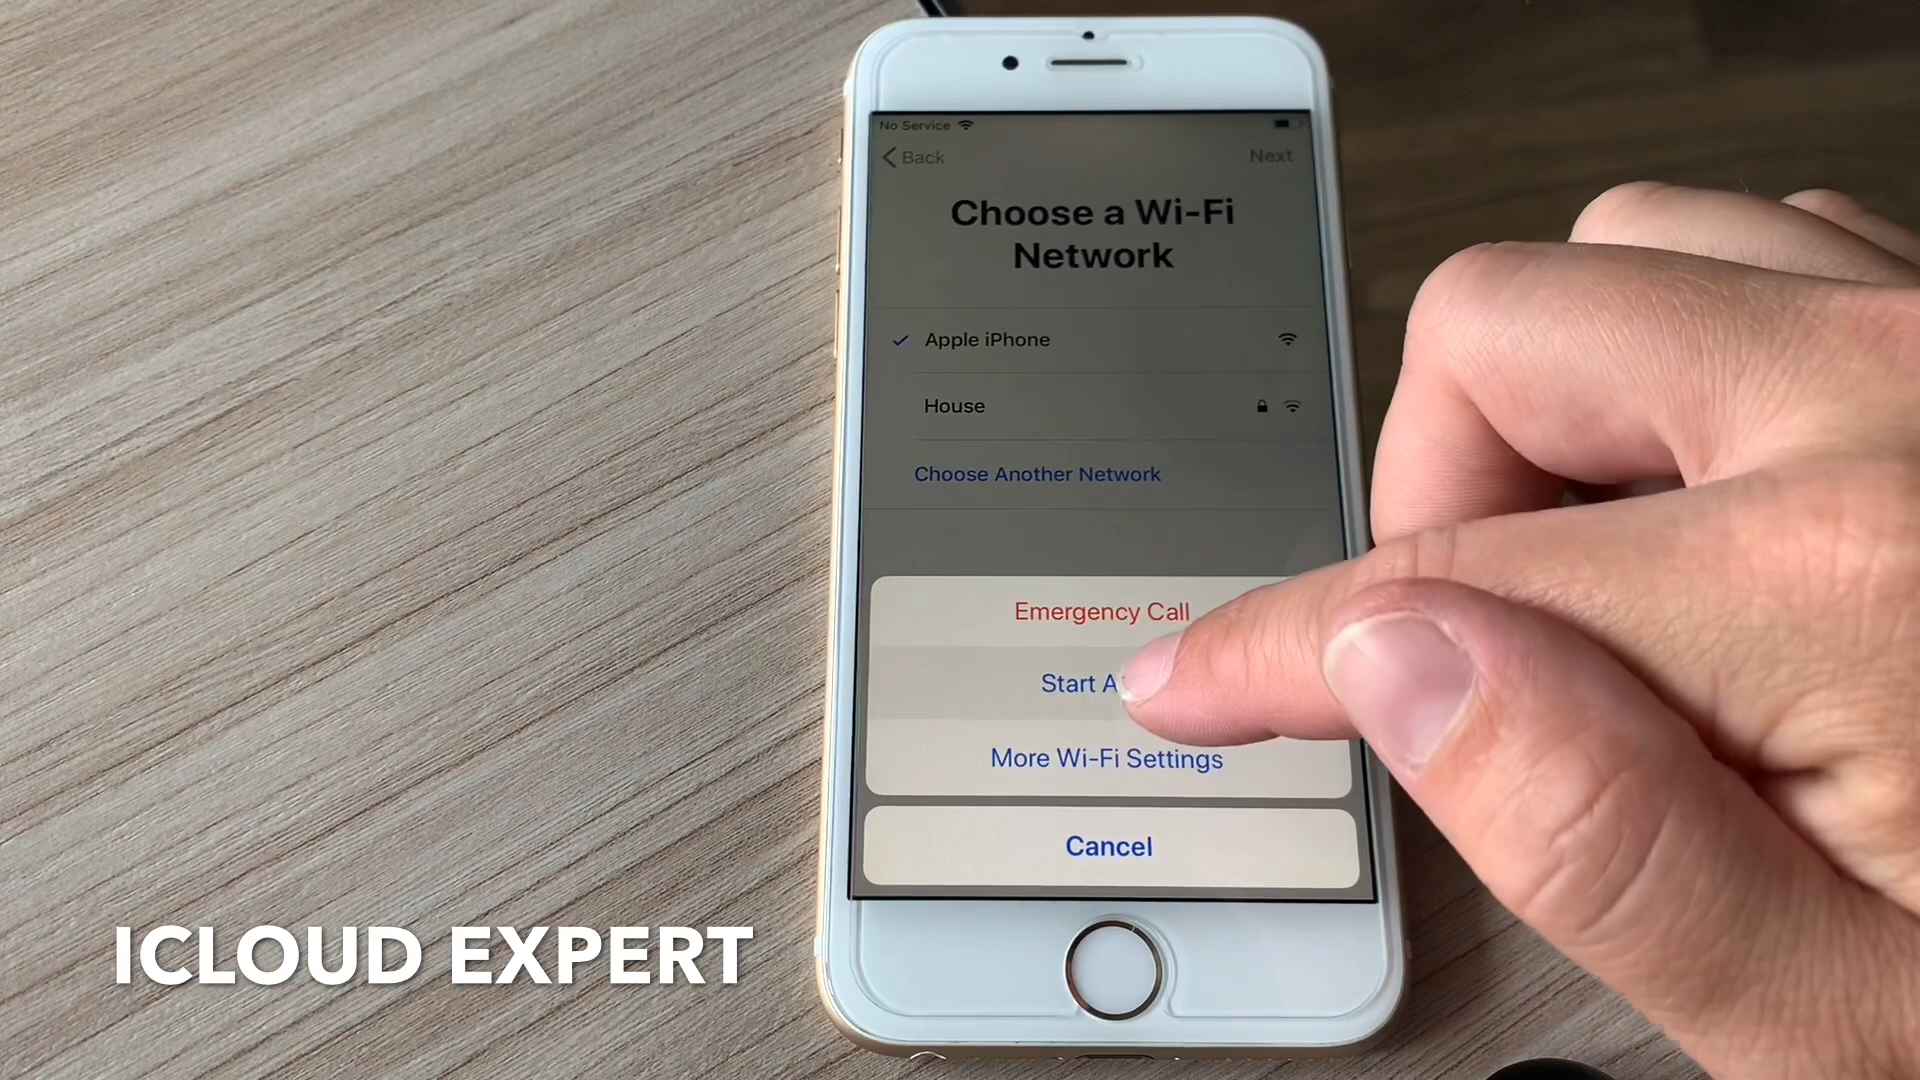 No Service
Back
Next
Choose a Wi-Fi
Network
Apple iPhone
House
Choose Another Network
Emergency Call
Start
More Wi-Fi Settings
Cancel
ICLOUD EXPERT